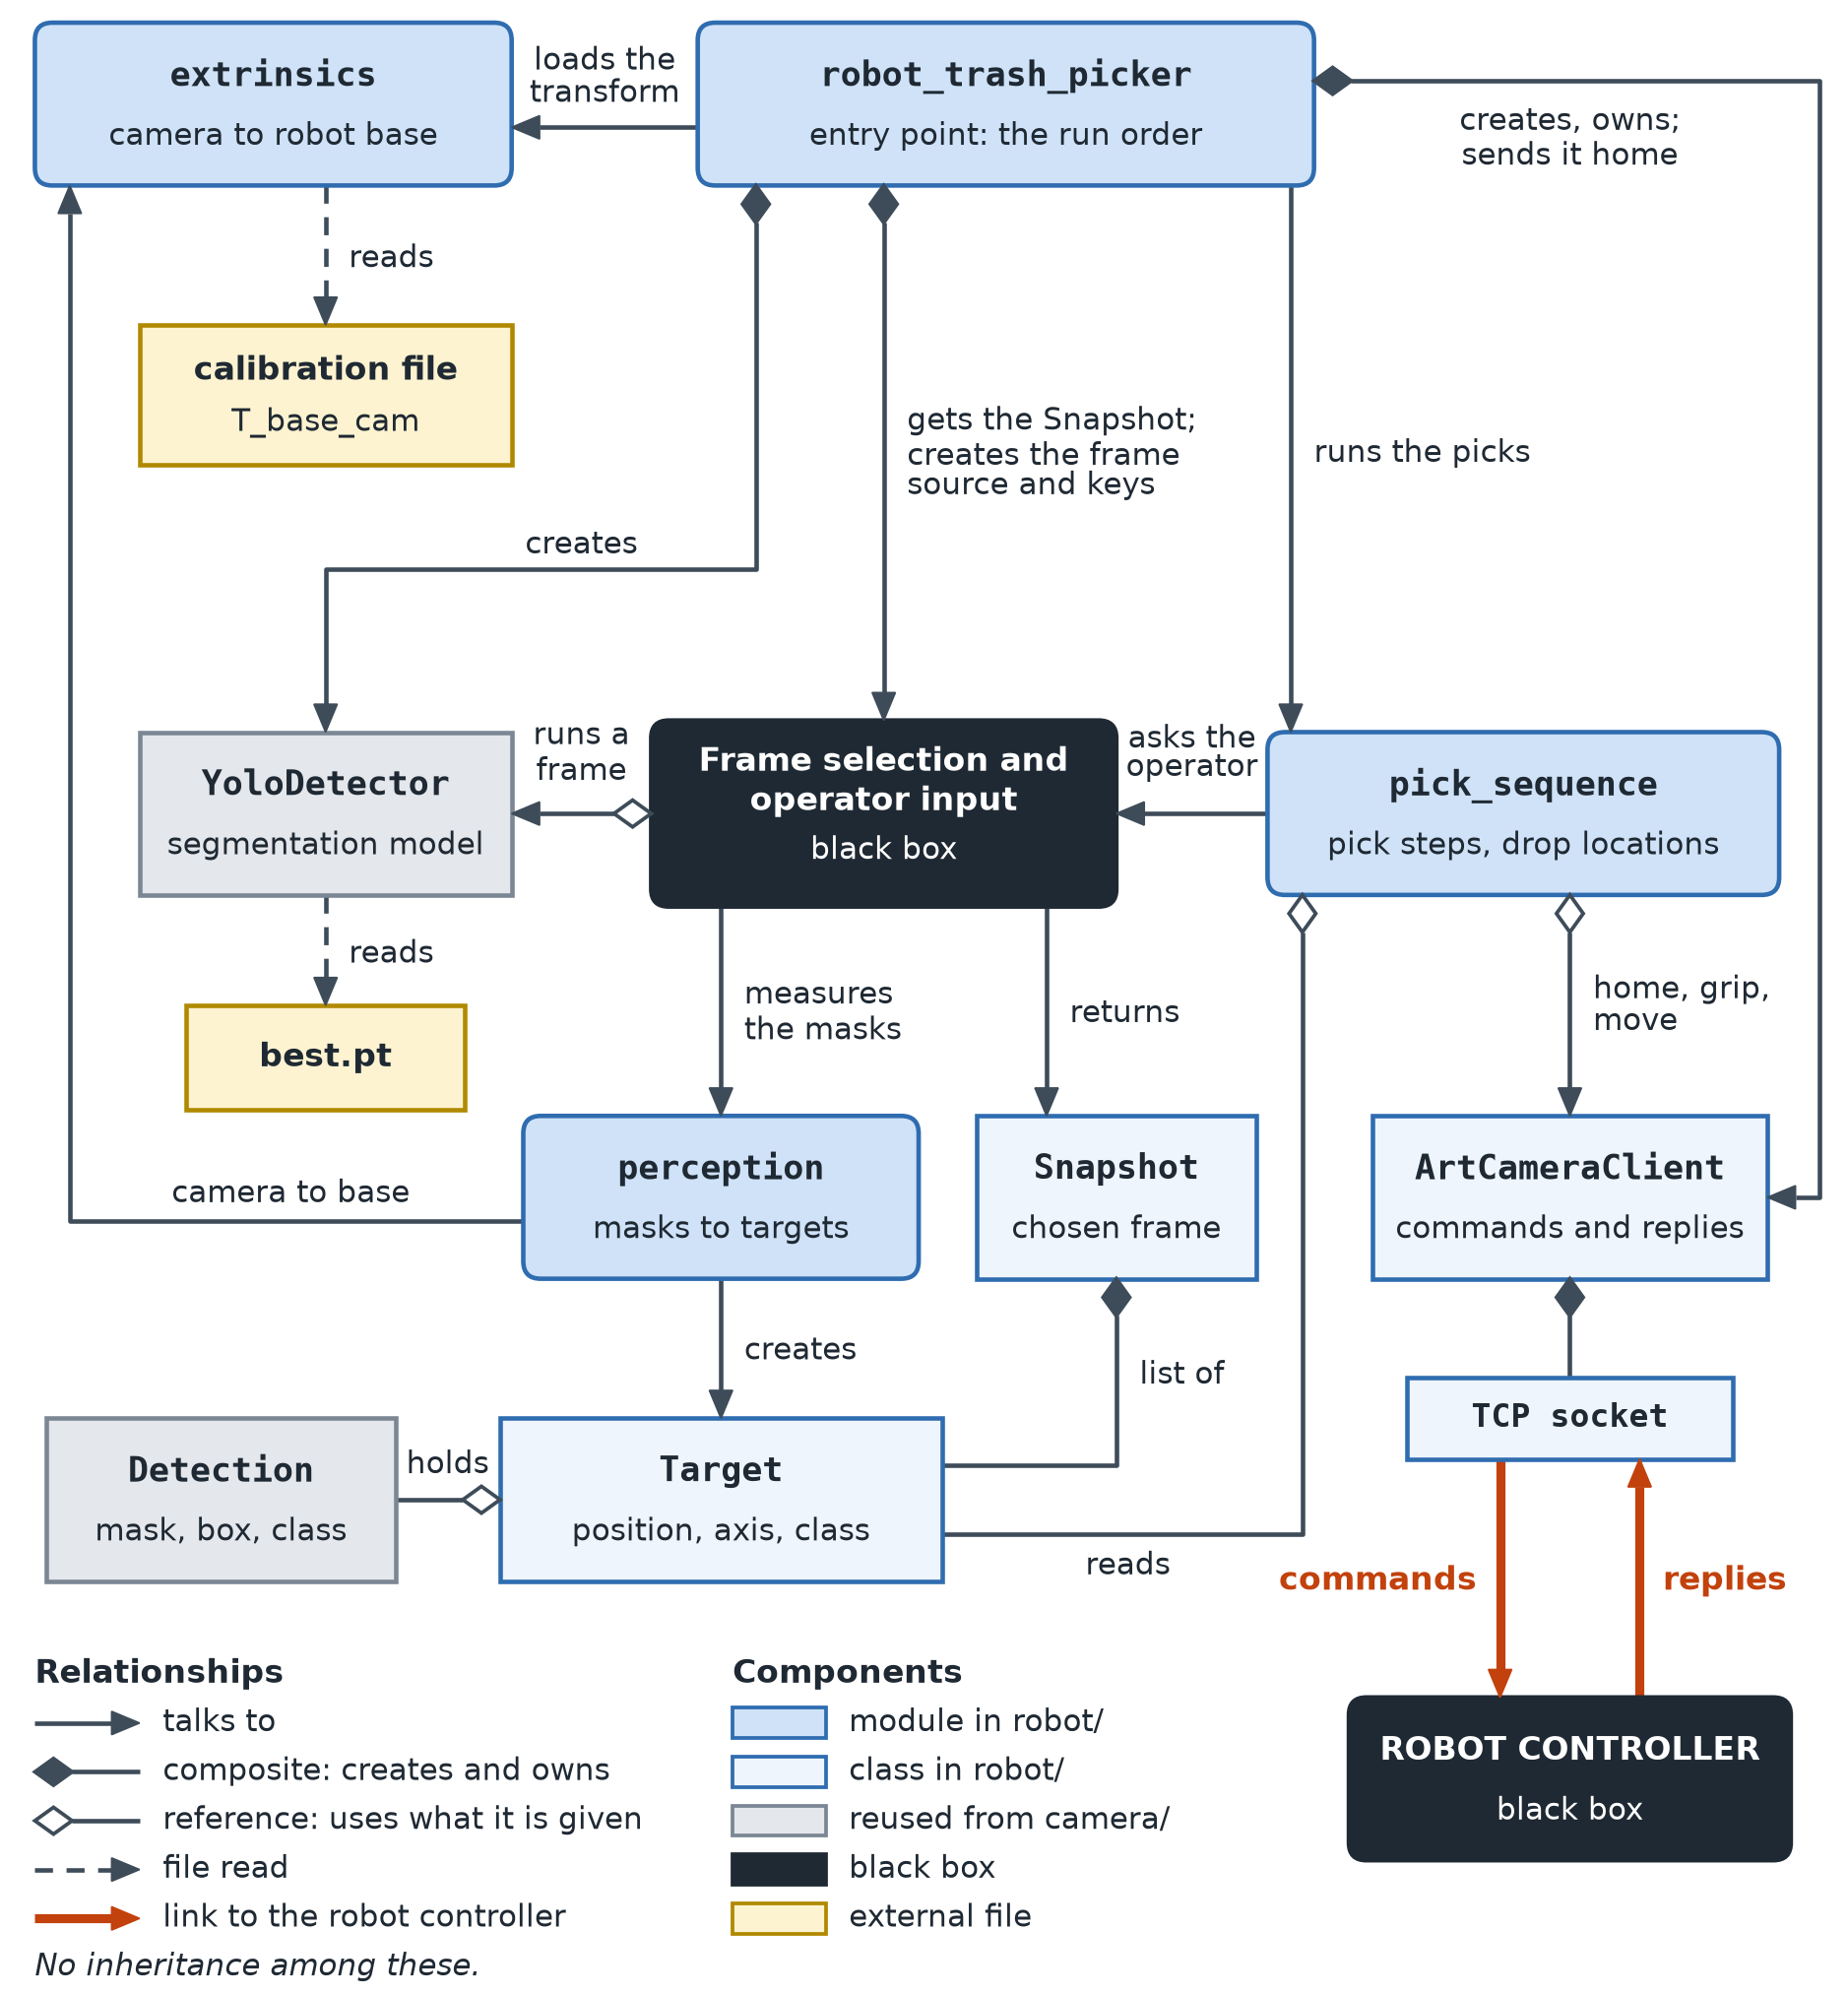 extrinsics
camera to robot base
loads the
transform
robot_trash_picker
entry point: the run order
creates, owns;
sends it home
reads
calibration file
T_base_cam
gets the Snapshot;
creates the frame
source and keys
runs the picks
creates
YoloDetector
segmentation model
runs a
frame
Frame selection and
operator input
black box
asks the
operator
pick_sequence
pick steps, drop locations
reads
best.pt
measures
the masks
returns
home, grip,
move
camera to base
perception
masks to targets
Snapshot
chosen frame
ArtCameraClient
commands and replies
creates
list of
TCP socket
Detection
mask, box, class
holds
Target
position, axis, class
reads
commands
replies
ROBOT CONTROLLER
black box
Relationships
talks to
composite: creates and owns
reference: uses what it is given
file read
link to the robot controller
No inheritance among these.
Components
module in robot/
class in robot/
reused from camera/
black box
external file